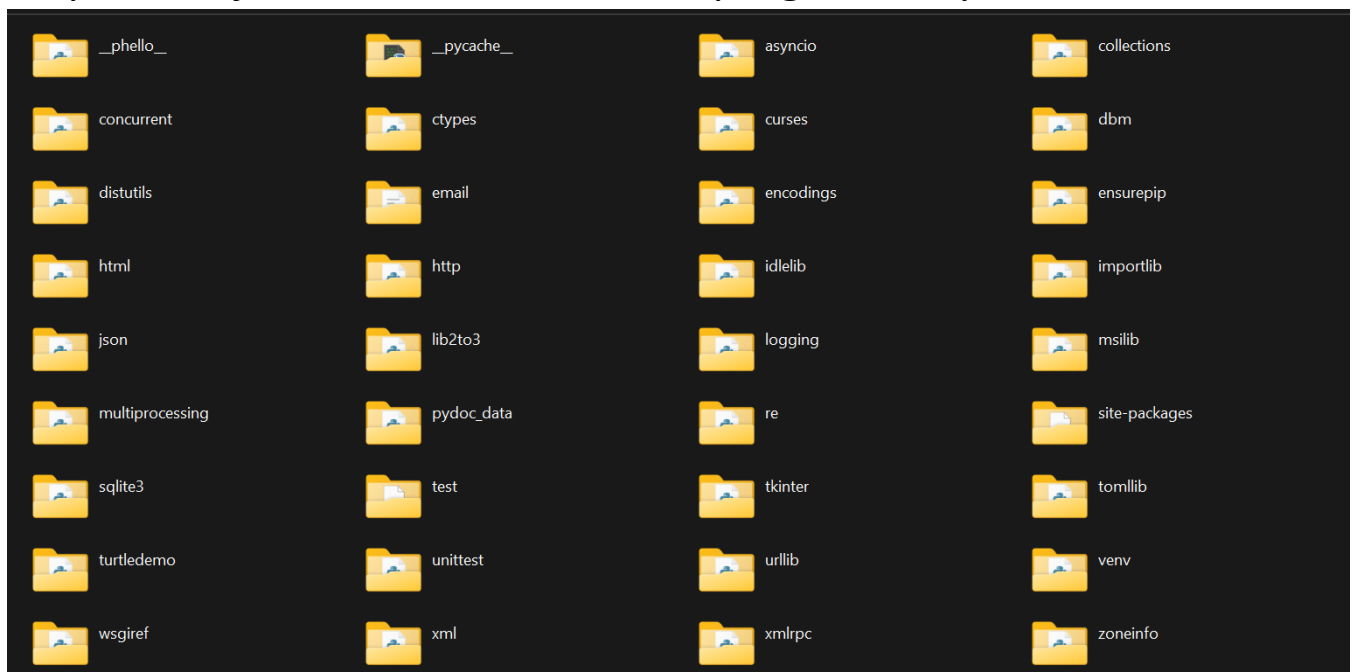 __phello__
__pycache__
asyncio
collections
concurrent
ctypes
curses
dbm
distutils
email
encodings
ensurepip
html
http
idlelib
importlib
json
lib2to3
logging
msilib
multiprocessing
pydoc_data
re
site-packages
sqlite3
test
tkinter
tomllib
turtledemo
unittest
urllib
venv
wsgiref
xml
xmlrpc
zoneinfo